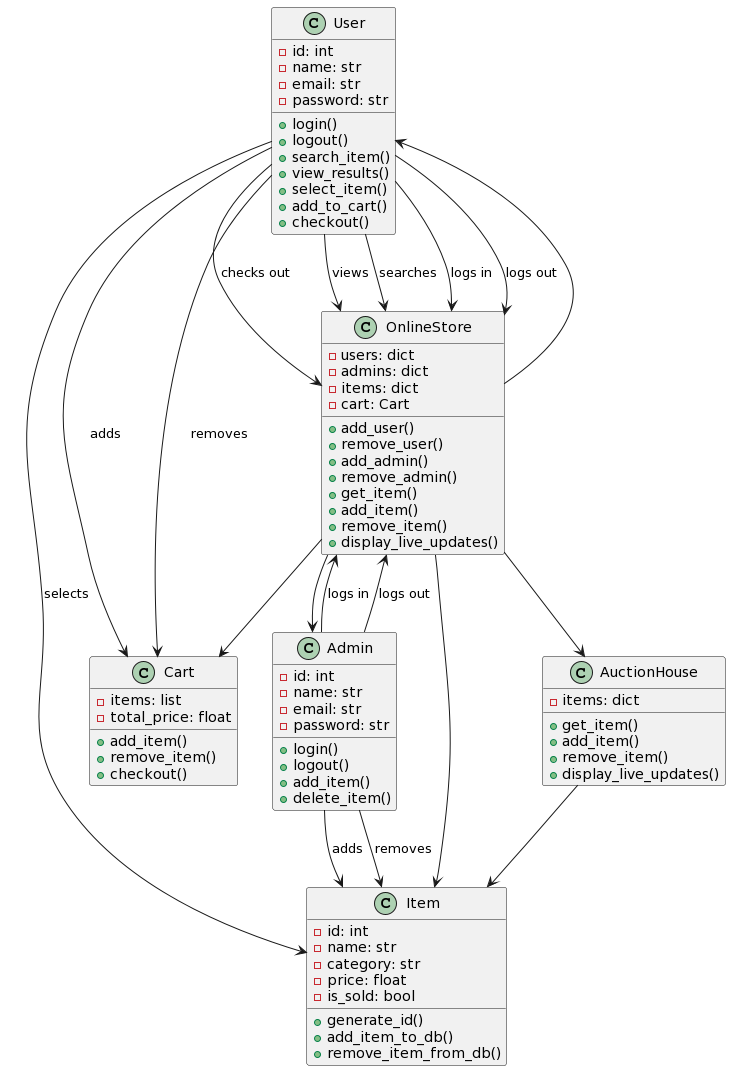 C User
id: int
name: str
email: str
password: str
login()
logout()
search_item()
view_results()
select_item()
add_to_cart()
checkout()
checks out
views
searches
logs in
logs out
C OnlineStore
users: dict
admins: dict
items: dict
cart: Cart
add_user()
remove_user()
add_admin()
remove_admin()
get_item()
add_item()
remove_item()
display_live_updates()
adds
removes
selects
logs in
logs out
C Cart
items: list
total_price: float
add_item()
remove_item()
checkout()
C Admin
id: int
name: str
email: str
password: str
login()
logout()
add_item()
delete_item()
C AuctionHouse
items: dict
get_item()
add_item()
remove_item()
display_live_updates()
adds
removes
C Item
id: int
name: str
category: str
price: float
is_sold: bool
generate_id()
add_item_to_db()
remove_item_from_db()